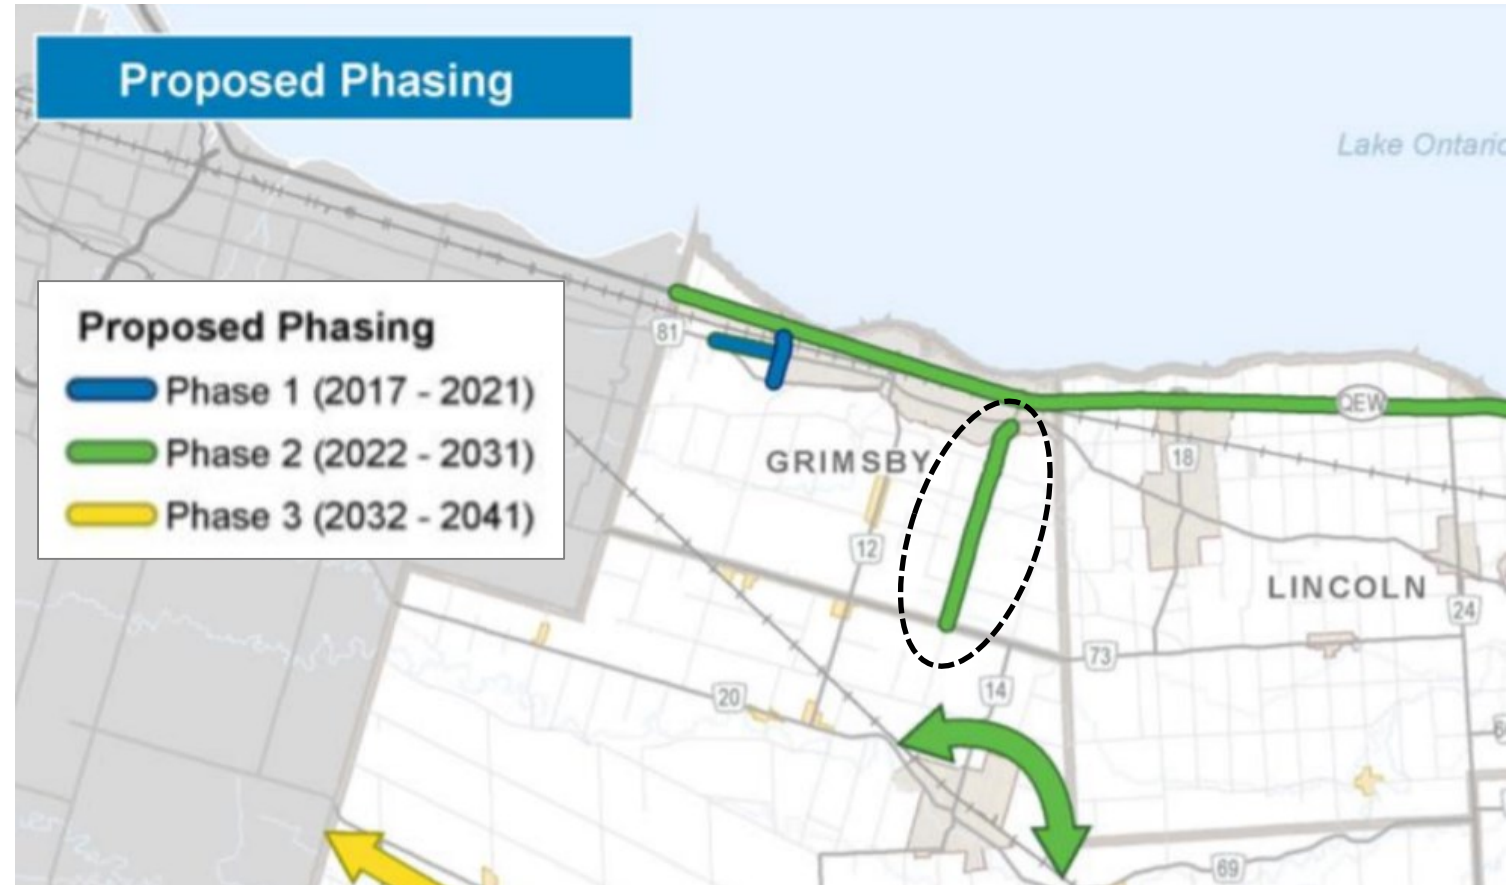 Proposed Phasing
Lake Ontario
Proposed Phasing
Phase 1 (2017 - 2021)
Phase 2 (2022 - 2031)
Phase 3 (2032 - 2041)
81
QEW
GRIMSBY
18
12
LINCOLN
24
73
20
14
69